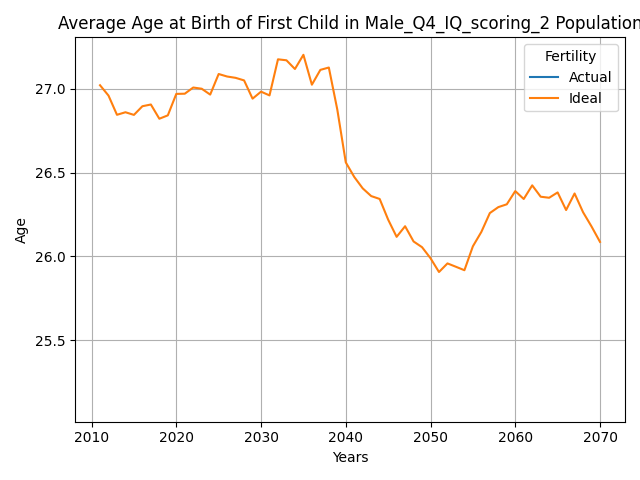 Average Age at Birth of First Child in Male_Q4_IQ_scoring_2 Population
Fertility
Actual
Ideal
27.0
26.5
26.0
25.5
Age
2010 2020 2030 2040 2050 2060 2070
Years